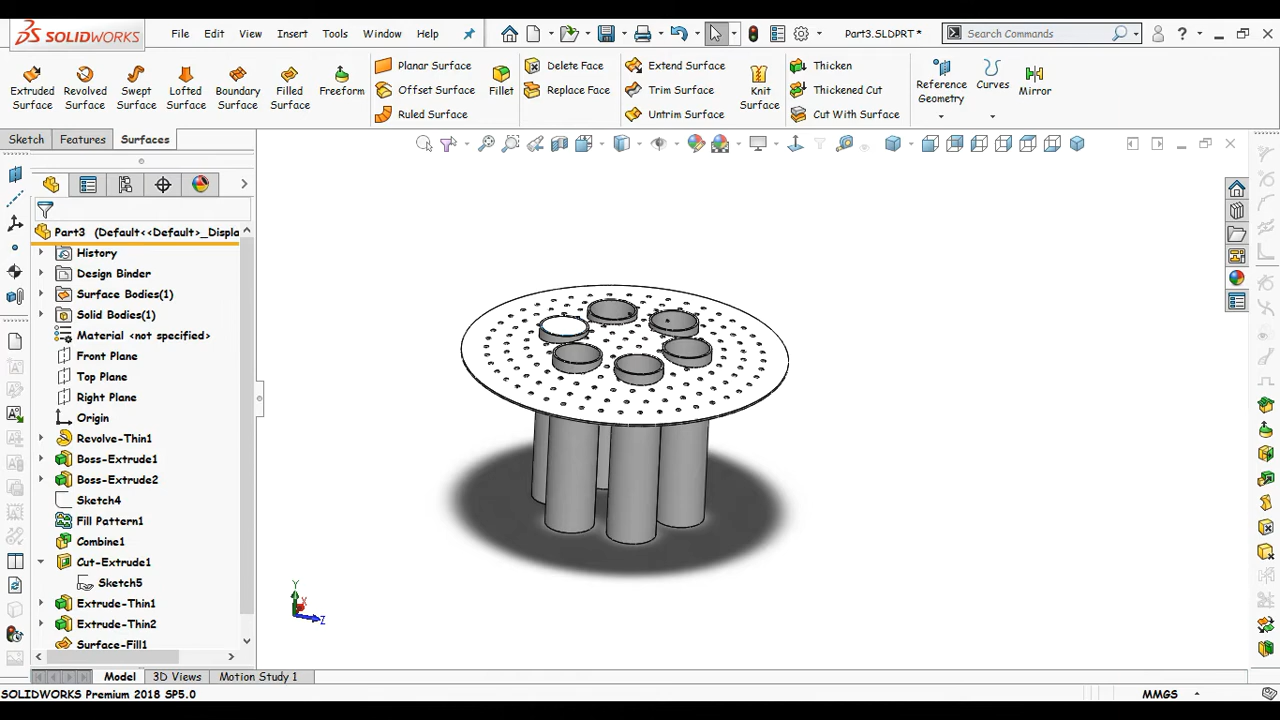 SOLIDWORKS File Edit View Insert Tools Window Help Part3.SLDPRT * Search Commands ?
Extruded Surface
Revolved Surface
Swept Surface
Lofted Surface
Boundary Surface
Filled Surface
Freeform
Planar Surface
Offset Surface
Ruled Surface
Fillet
Delete Face
Replace Face
Extend Surface
Trim Surface
Untrim Surface
Knit Surface
Thicken
Thickened Cut
Cut With Surface
Reference Geometry
Curves
Mirror
Sketch Features Surfaces
Part3 (Default<<Default>_Displa
History
Design Binder
Surface Bodies(1)
Solid Bodies(1)
Material <not specified>
Front Plane
Top Plane
Right Plane
Origin
Revolve-Thin1
Boss-Extrude1
Boss-Extrude2
Sketch4
Fill Pattern1
Combine1
Cut-Extrude1
Sketch5
Extrude-Thin1
Extrude-Thin2
Surface-Fill1
Y
X
Z
Model 3D Views Motion Study 1
SOLIDWORKS Premium 2018 SP5.0 MMGS